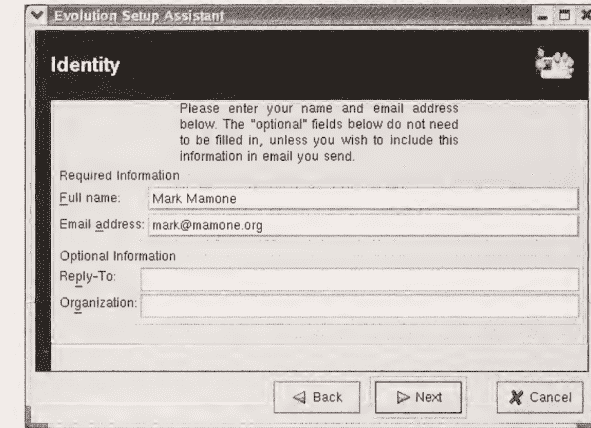 Evolution Setup Assistant
Identity
Please enter your name and email address
below. The "optional" fields below do not need
to be filled in, unless you wish to include this
information in email you send.
Required Information
Full name: Mark Mamone
Email address: mark@mamone.org
Optional Information
Reply-To:
Organization:
Back
Next
Cancel